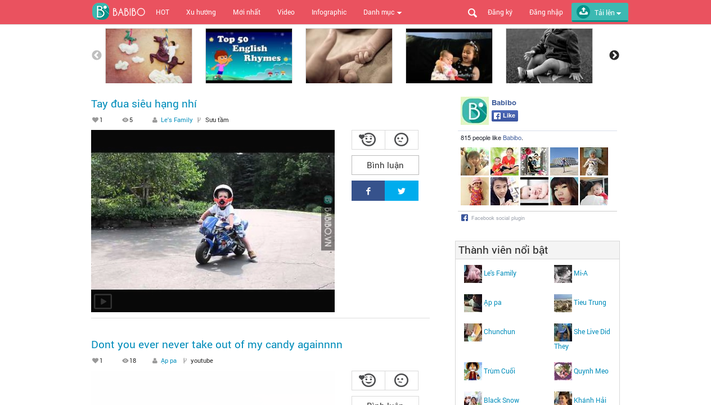 BABIBO HOT Xu hướng Mới nhất Video Infographic Danh mục Đăng ký Đăng nhập Tải lên
Top 50
English
Rhymes
Tay đua siêu hạng nhí
1 5 Le's Family Sưu tầm
Bình luận
BABIBO.VN
Dont you ever never take out of my candy againnnn
1 18 Ap pa youtube
Bình luận
Babibo
Like
815 people like Babibo.
Facebook social plugin
Thành viên nổi bật
Le's Family Mi-A
Ap pa Tieu Trung
Chunchun She Live Did
They
Trùm Cuối Quynh Meo
Black Snow Khánh Hải